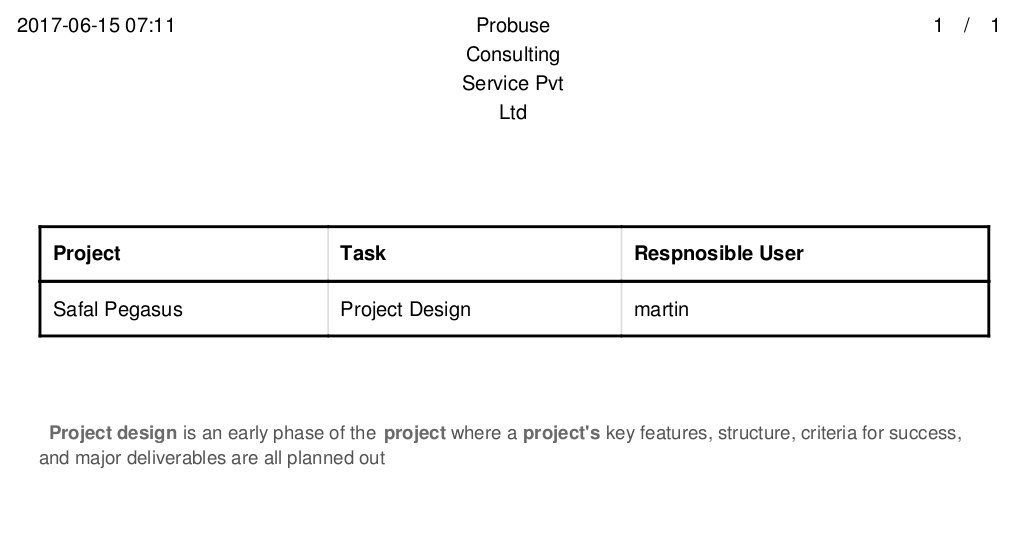 2017-06-15 07:11 Probuse 1 / 1
Consulting
Service Pvt
Ltd
Project Task Respnosible User
Safal Pegasus Project Design martin
Project design is an early phase of the project where a project's key features, structure, criteria for success,
and major deliverables are all planned out